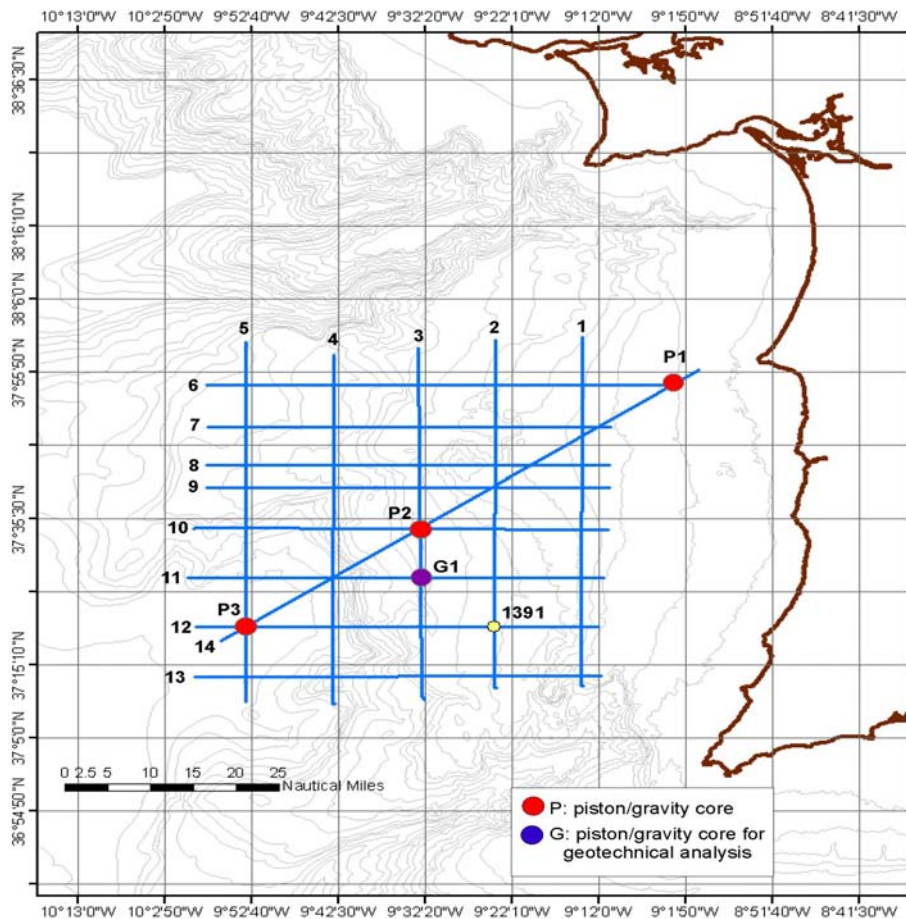 10°13'0"W 10°2'50"W 9°52'40"W 9°42'30"W 9°32'20"W 9°22'10"W 9°12'0"W 9°1'50"W 8°51'40"W 8°41'30"W
38°36'30"N
38°16'10"N
38°6'0"N
5 4 3 2 1
P1
37°55'50"N
6
7
8
9
37°35'30"N
10 P2
11 G1
P3 1391
12
14
37°15'10"N
13
37°5'0"N
0 2.5 5 10 15 20 25
Nautical Miles
36°54'50"N
P: piston/gravity core
G: piston/gravity core for
geotechnical analysis
10°13'0"W 10°2'50"W 9°52'40"W 9°42'30"W 9°32'20"W 9°22'10"W 9°12'0"W 9°1'50"W 8°51'40"W 8°41'30"W